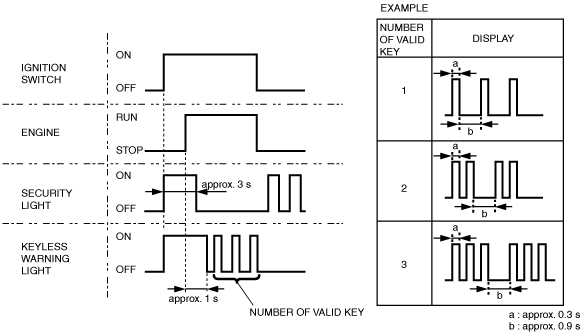 IGNITION
SWITCH
ON
OFF
ENGINE
RUN
STOP
SECURITY
LIGHT
ON
OFF
approx. 3 s
KEYLESS
WARNING
LIGHT
ON
OFF
approx. 1 s
NUMBER OF VALID KEY
EXAMPLE
NUMBER
OF VALID
KEY
DISPLAY
1
a
b
2
a
b
3
a
b
a : approx. 0.3 s
b : approx. 0.9 s